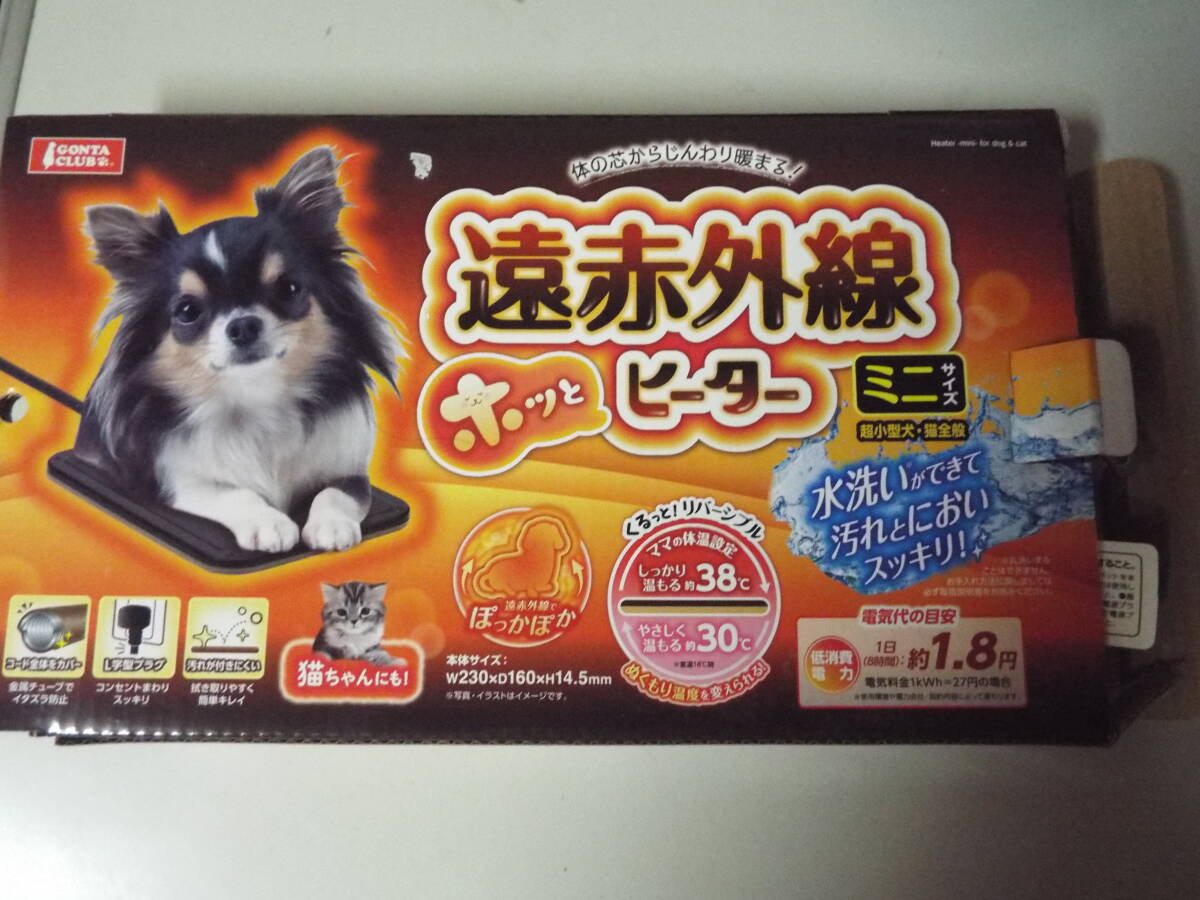 GONTA
CLUB
Heater -mini- for dog & cat
体の芯からじんわり暖まる!
遠赤外線
ホッと
ヒーター
ミニ
サイズ
超小型犬・猫全般
水洗いができて
汚れとにおい
スッキリ!
くるっと!リバーシブル
ママの体温設定
しっかり
温もる 約38℃
やさしく
温もる 約30℃
※室温16℃時
ぬくもり温度を変えられる!
遠赤外線で
ぽっかぽか
本体サイズ:
W230×D160×H14.5mm
※写真・イラストはイメージです。
猫ちゃんにも!
コード全体をカバー
金属チューブで
イタズラ防止
L字型プラグ
コンセントまわり
スッキリ
汚れが付きにくい
拭き取りやすく
簡単キレイ
電気代の目安
低消費
電力
1日
(8時間):約1.8円
電気料金1kWh=27円の場合